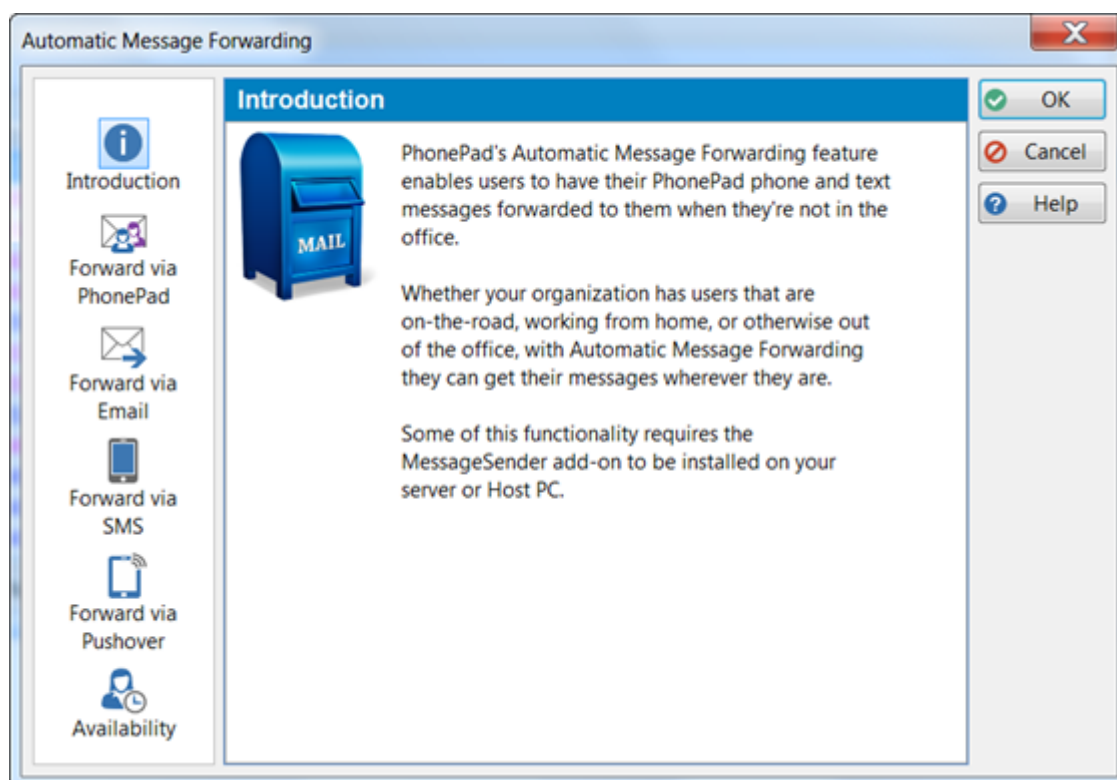 Automatic Message Forwarding
Introduction
Forward via
PhonePad
Forward via
Email
Forward via
SMS
Forward via
Pushover
Availability
Introduction
MAIL
PhonePad's Automatic Message Forwarding feature
enables users to have their PhonePad phone and text
messages forwarded to them when they're not in the
office.
Whether your organization has users that are
on-the-road, working from home, or otherwise out
of the office, with Automatic Message Forwarding
they can get their messages wherever they are.
Some of this functionality requires the
MessageSender add-on to be installed on your
server or Host PC.
OK
Cancel
Help